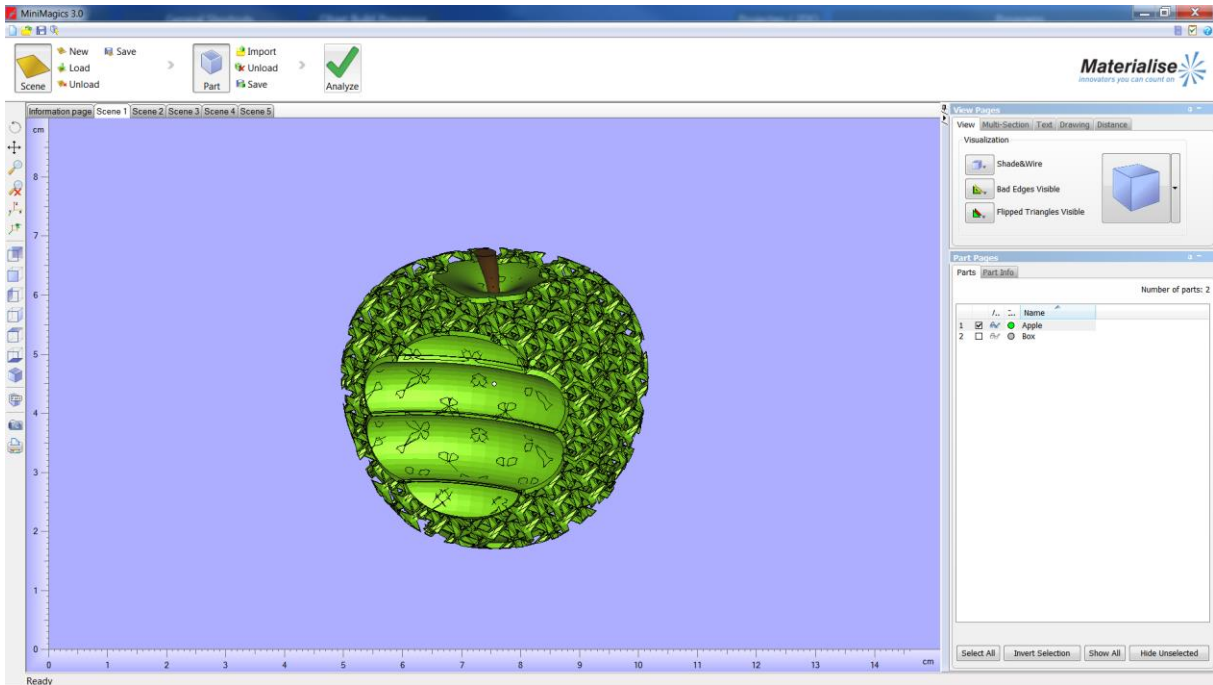 MiniMagics 3.0
New Save
Load
Unload
Scene
Import
Unload
Save
Part
Analyze
Materialise
innovators you can count on
Information page Scene 1 Scene 2 Scene 3 Scene 4 Scene 5
cm
8
7
6
5
4
3
2
1
0
0 1 2 3 4 5 6 7 8 9 10 11 12 13 14 cm
View Pages
View Multi-Section Text Drawing Distance
Visualization
Shade&Wire
Bad Edges Visible
Flipped Triangles Visible
Part Pages
Parts Part Info
Number of parts: 2
Name
1 Apple
2 Box
Select All Invert Selection Show All Hide Unselected
Ready